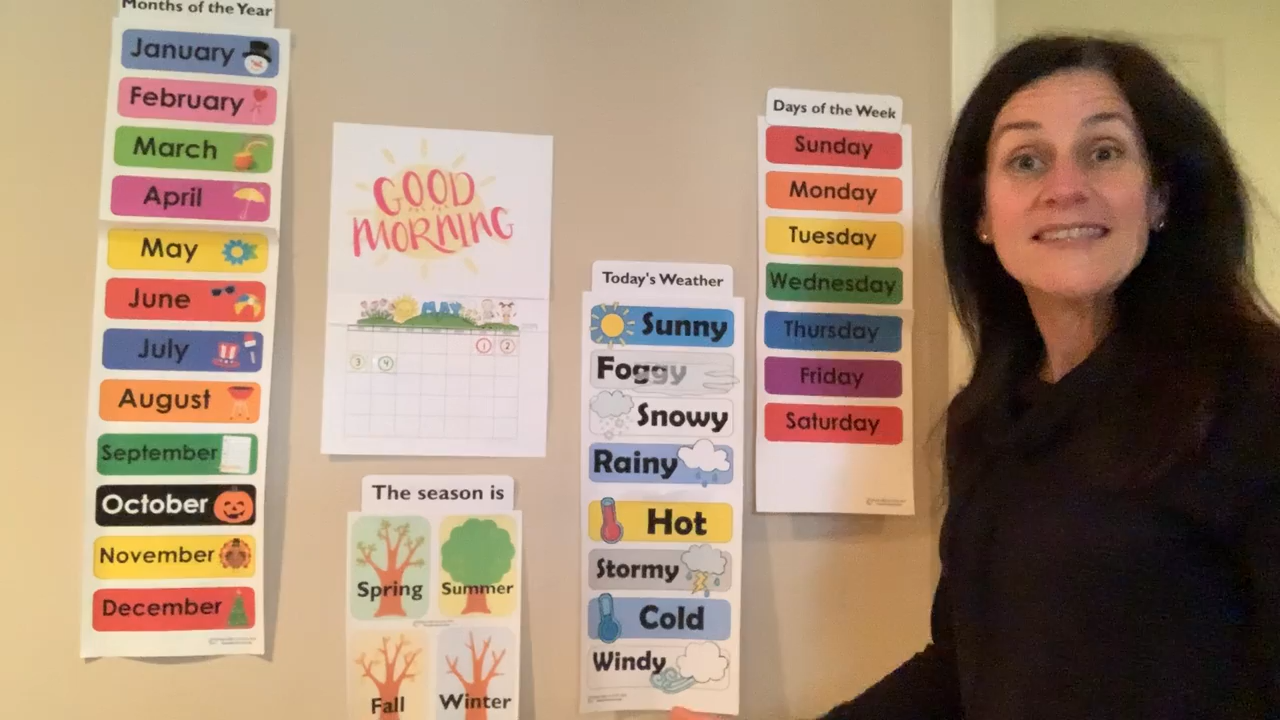 Months of the Year
January
February
March
April
May
June
July
August
September
October
November
December
GOOD
MORNING
MAY
1 2
3 4
The season is
Spring Summer
Fall Winter
Today's Weather
Sunny
Foggy
Snowy
Rainy
Hot
Stormy
Cold
Windy
Days of the Week
Sunday
Monday
Tuesday
Wednesday
Thursday
Friday
Saturday